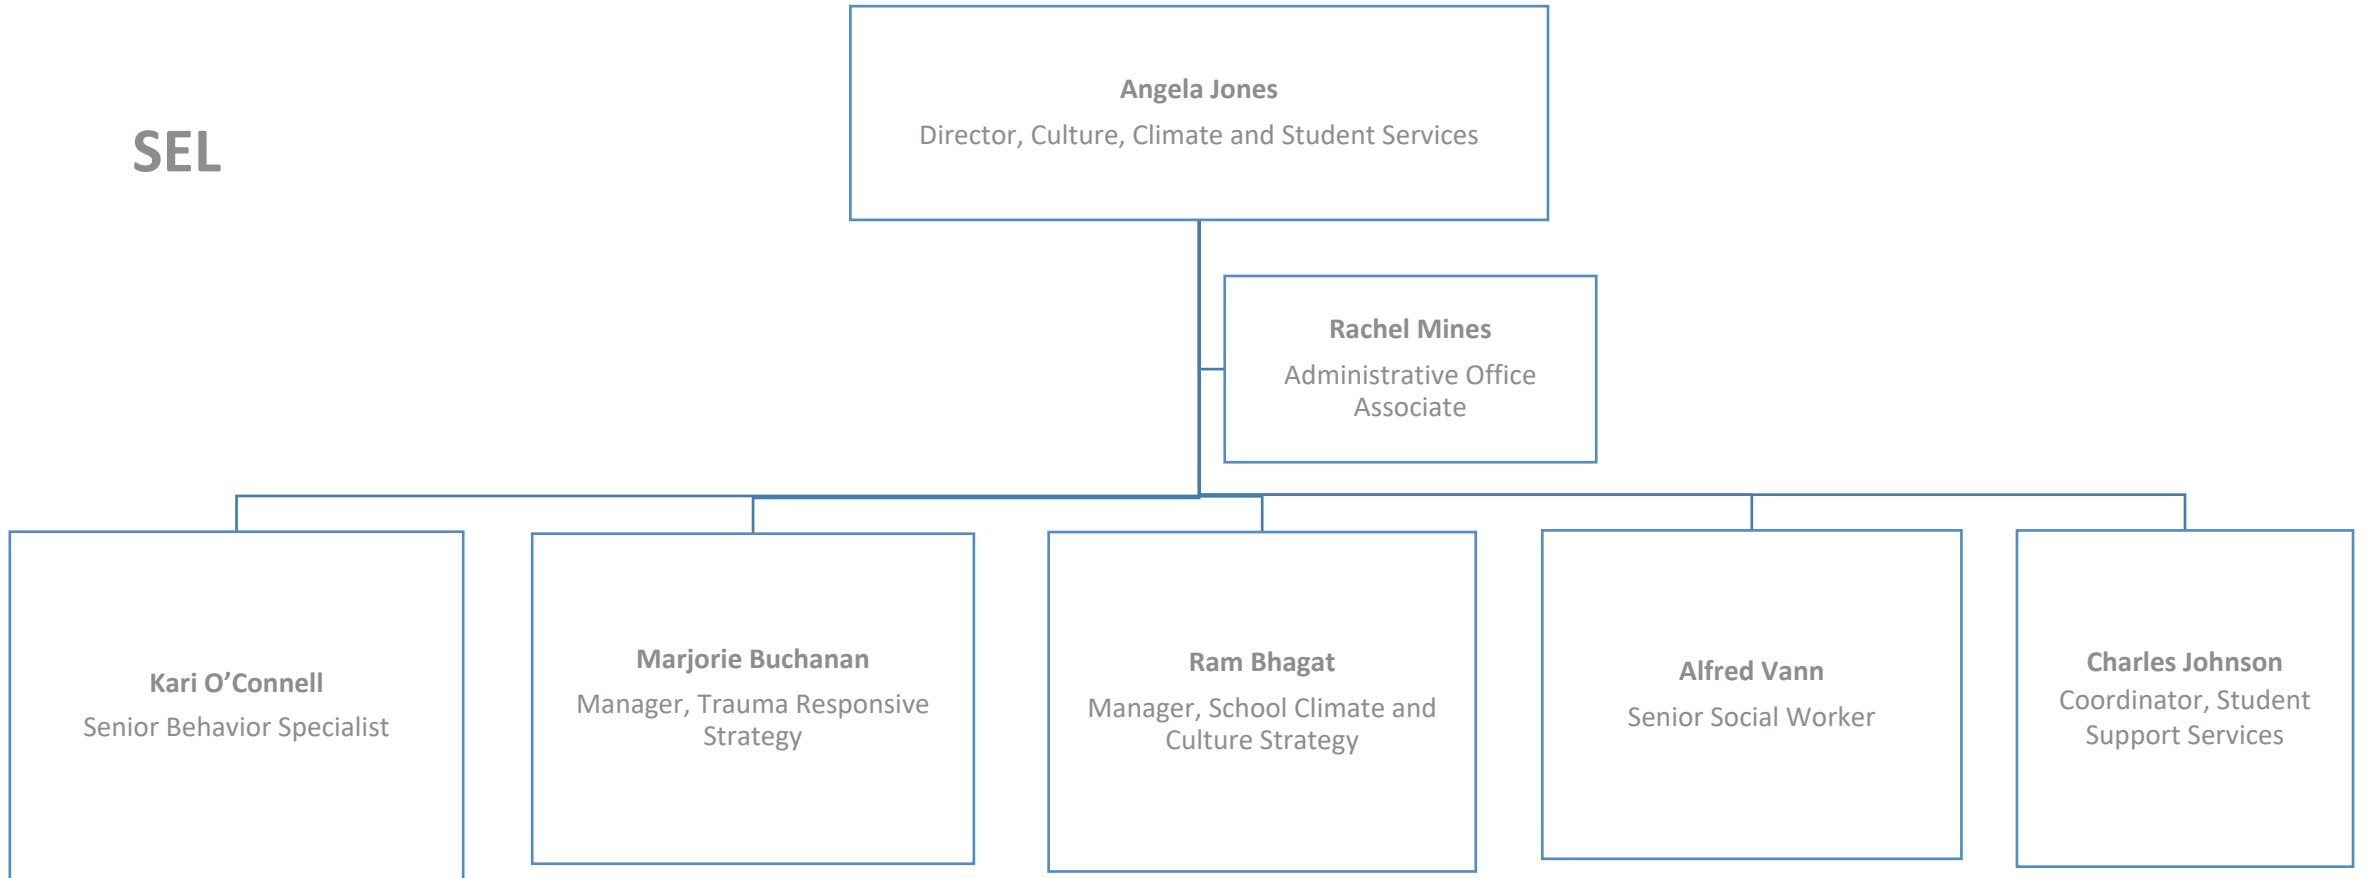 SEL
Angela Jones
Director, Culture, Climate and Student Services
Rachel Mines
Administrative Office
Associate
Kari O’Connell
Senior Behavior Specialist
Marjorie Buchanan
Manager, Trauma Responsive
Strategy
Ram Bhagat
Manager, School Climate and
Culture Strategy
Alfred Vann
Senior Social Worker
Charles Johnson
Coordinator, Student
Support Services